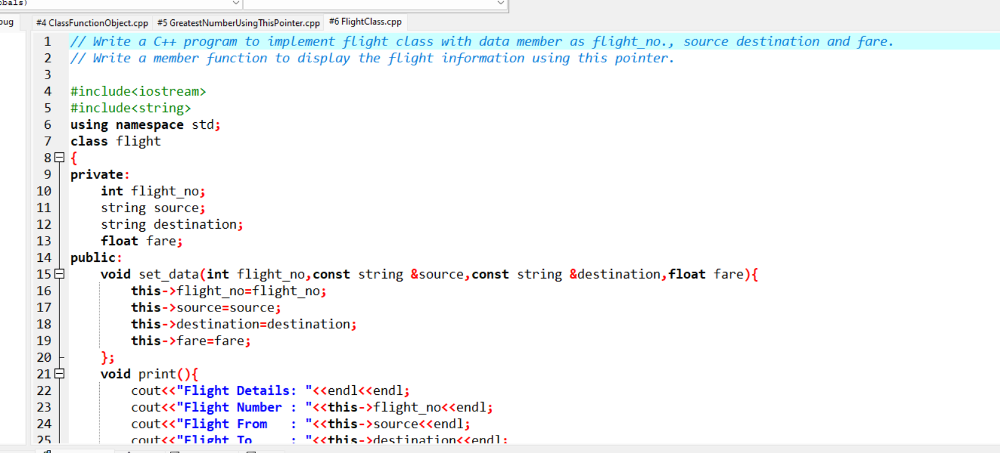 #4 ClassFunctionObject.cpp #5 GreatestNumberUsingThisPointer.cpp #6 FlightClass.cpp
1 // Write a C++ program to implement flight class with data member as flight_no., source destination and fare.
2 // Write a member function to display the flight information using this pointer.
3
4 #include<iostream>
5 #include<string>
6 using namespace std;
7 class flight
8 {
9 private:
10 int flight_no;
11 string source;
12 string destination;
13 float fare;
14 public:
15 void set_data(int flight_no,const string &source,const string &destination,float fare){
16 this->flight_no=flight_no;
17 this->source=source;
18 this->destination=destination;
19 this->fare=fare;
20 };
21 void print(){
22 cout<<"Flight Details: "<<endl<<endl;
23 cout<<"Flight Number : "<<this->flight_no<<endl;
24 cout<<"Flight From   : "<<this->source<<endl;
25 cout<<"Flight To     : "<<this->destination<<endl;